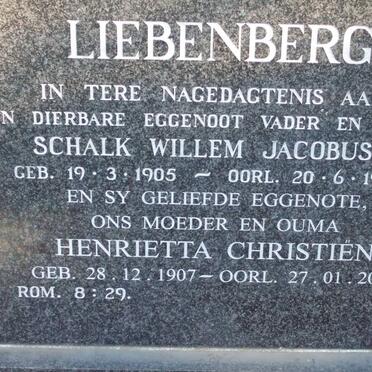 LIEBENBERG
IN TERE NAGEDAGTENIS AA
N DIERBARE EGGENOOT VADER EN
SCHALK WILLEM JACOBUS
GEB. 19.3.1905 – OORL. 20.6.1
EN SY GELIEFDE EGGENOTE,
ONS MOEDER EN OUMA
HENRIETTA CHRISTIËN
GEB. 28.12.1907 – OORL. 27.01.20
ROM. 8:29.